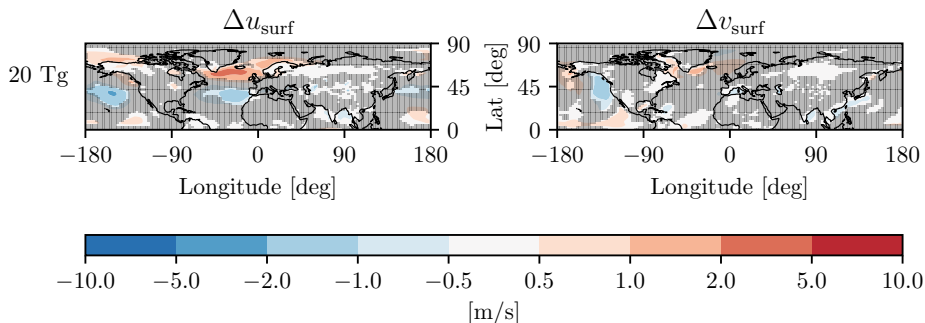 Δu_surf Δv_surf
20 Tg
90
45
0
Lat [deg]
90
45
0
−180 −90 0 90 180
−180 −90 0 90 180
Longitude [deg] Longitude [deg]
−10.0 −5.0 −2.0 −1.0 −0.5 0.5 1.0 2.0 5.0 10.0
[m/s]